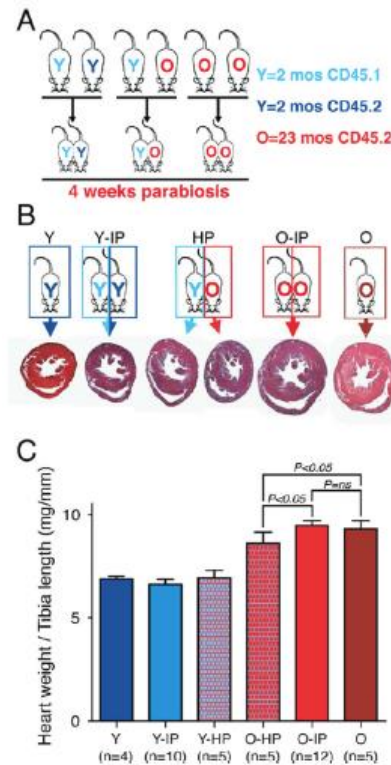 A
Y Y Y O O O
Y=2 mos CD45.1
Y=2 mos CD45.2
O=23 mos CD45.2
Y Y Y O O O
4 weeks parabiosis
B
Y Y-IP HP O-IP O
Y Y Y Y O O O O
C
Heart weight / Tibia length (mg/mm)
10
5
0
P<0.05
P<0.05
P=ns
Y Y-IP Y-HP O-HP O-IP O
(n=4) (n=10) (n=5) (n=5) (n=12) (n=5)